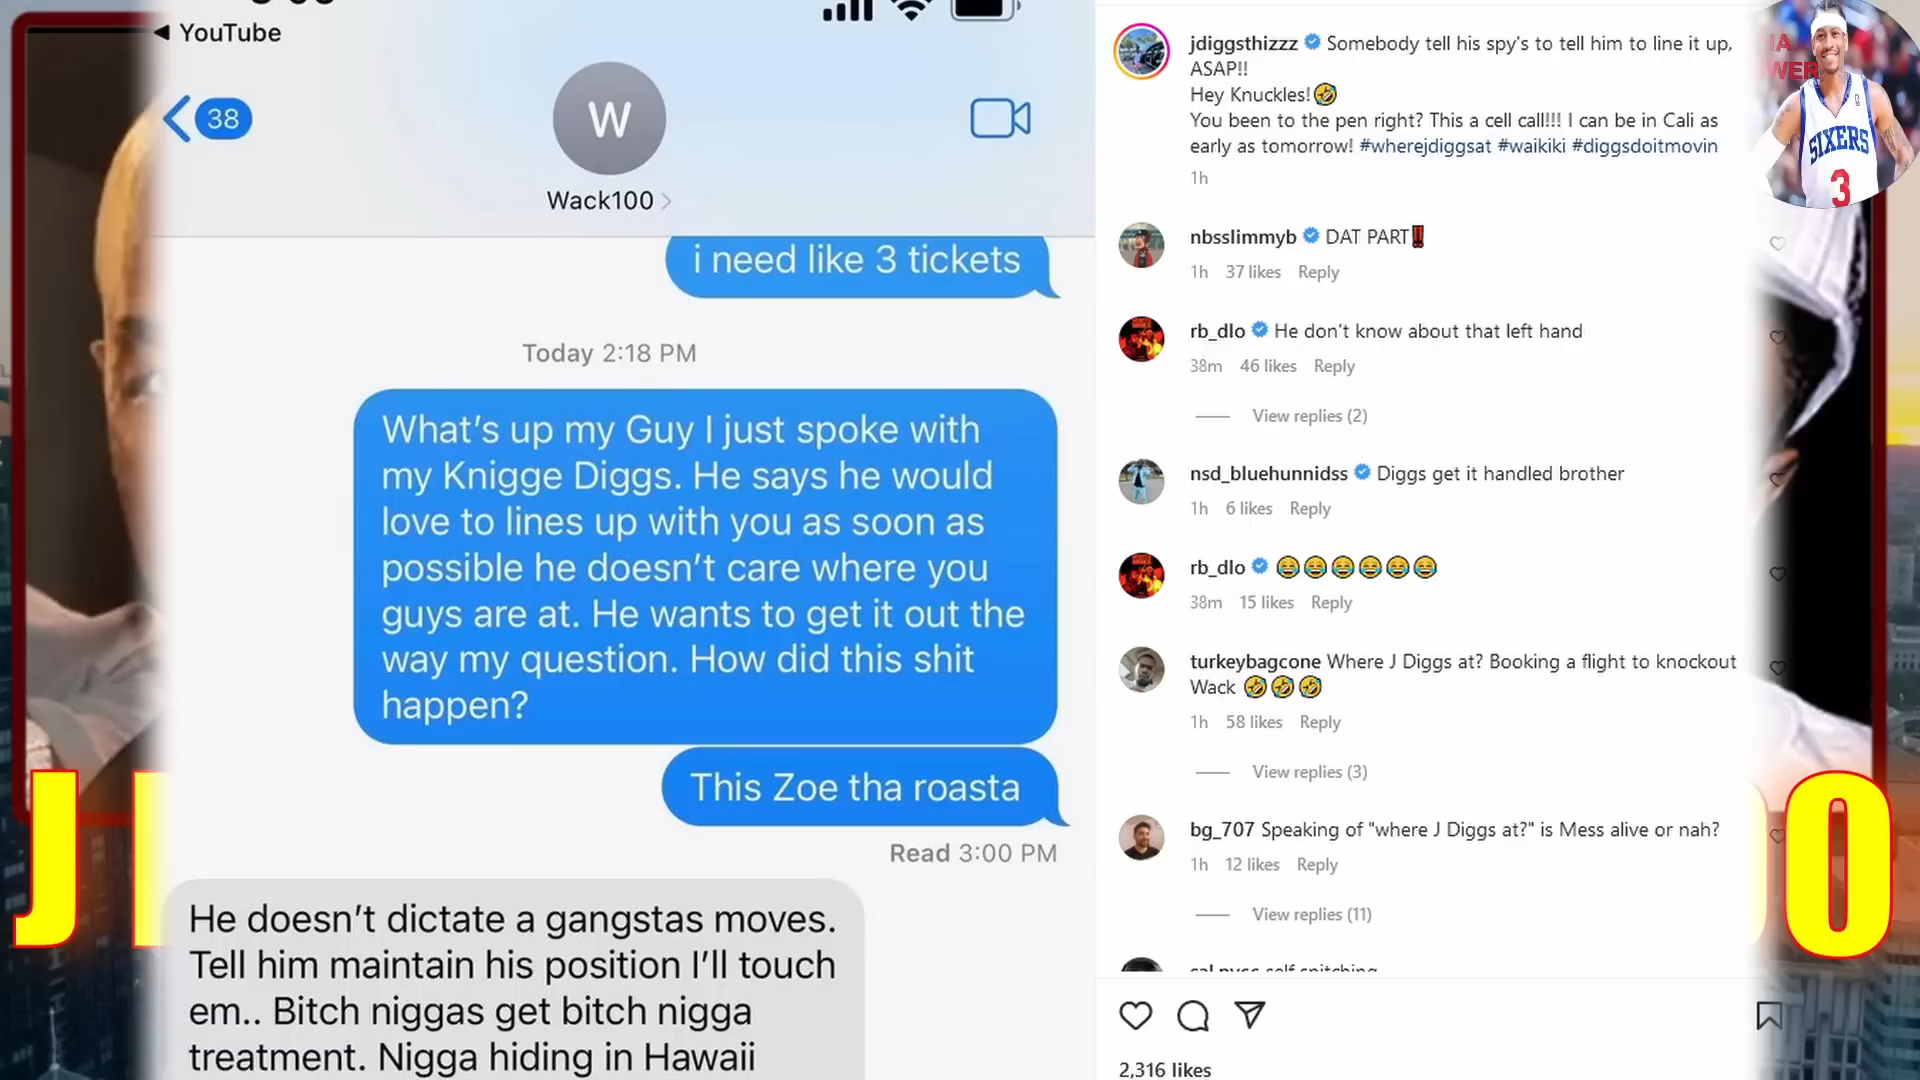 YouTube
38
W
Wack100
i need like 3 tickets
Today 2:18 PM
What's up my Guy I just spoke with
my Knigge Diggs. He says he would
love to lines up with you as soon as
possible he doesn't care where you
guys are at. He wants to get it out the
way my question. How did this shit
happen?
This Zoe tha roasta
Read 3:00 PM
He doesn't dictate a gangstas moves.
Tell him maintain his position I'll touch
em.. Bitch niggas get bitch nigga
treatment. Nigga hiding in Hawaii
jdiggsthizzz Somebody tell his spy's to tell him to line it up,
ASAP!!
Hey Knuckles!🤣
You been to the pen right? This a cell call!!! I can be in Cali as
early as tomorrow! #wherejdiggsat #waikiki #diggsdoitmovin
1h
nbsslimmyb DAT PART‼️
1h 37 likes Reply
rb_dlo He don't know about that left hand
38m 46 likes Reply
View replies (2)
nsd_bluehunnidss Diggs get it handled brother
1h 6 likes Reply
rb_dlo 😂😂😂😂😂😂
38m 15 likes Reply
turkeybagcone Where J Diggs at? Booking a flight to knockout
Wack 🤣🤣🤣
1h 58 likes Reply
View replies (3)
bg_707 Speaking of "where J Diggs at?" is Mess alive or nah?
1h 12 likes Reply
View replies (11)
self snitching
2,316 likes
SIXERS
3
J
0